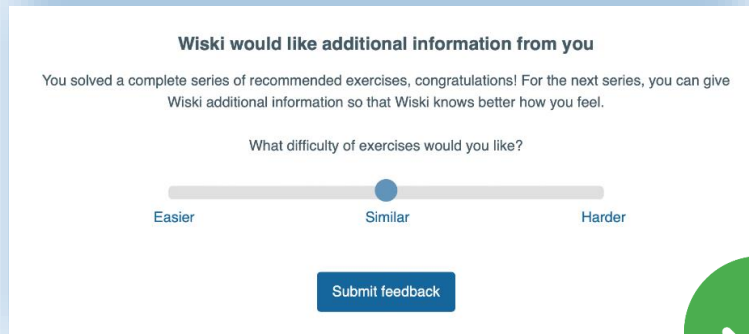 Wiski would like additional information from you
You solved a complete series of recommended exercises, congratulations! For the next series, you can give
Wiski additional information so that Wiski knows better how you feel.
What difficulty of exercises would you like?
Easier Similar Harder
Submit feedback